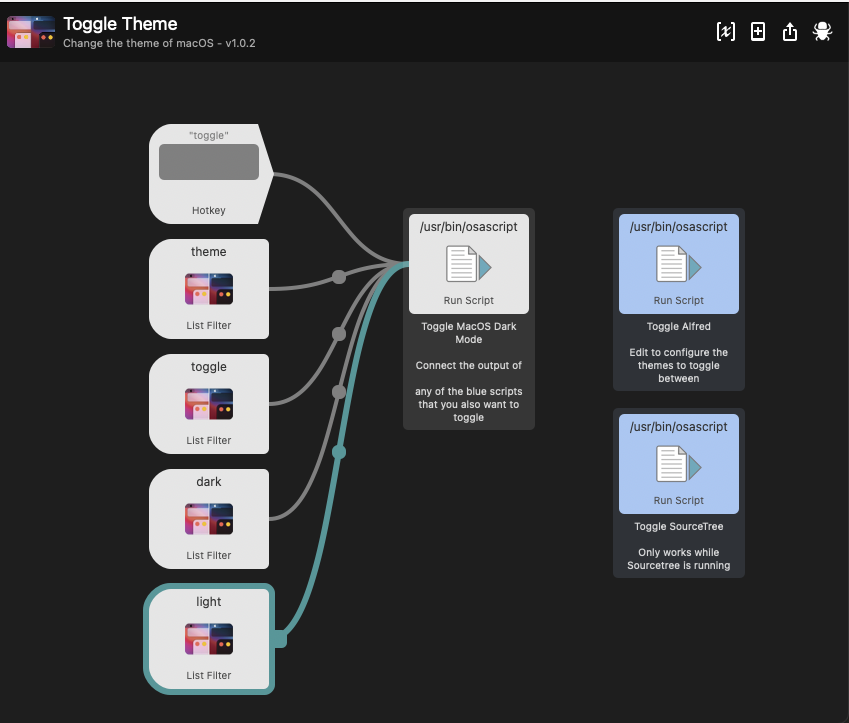 Toggle Theme
Change the theme of macOS - v1.0.2
"toggle"
Hotkey
theme
List Filter
toggle
List Filter
dark
List Filter
light
List Filter
/usr/bin/osascript
Run Script
Toggle MacOS Dark
Mode
Connect the output of
any of the blue scripts
that you also want to
toggle
/usr/bin/osascript
Run Script
Toggle Alfred
Edit to configure the
themes to toggle
between
/usr/bin/osascript
Run Script
Toggle SourceTree
Only works while
Sourcetree is running